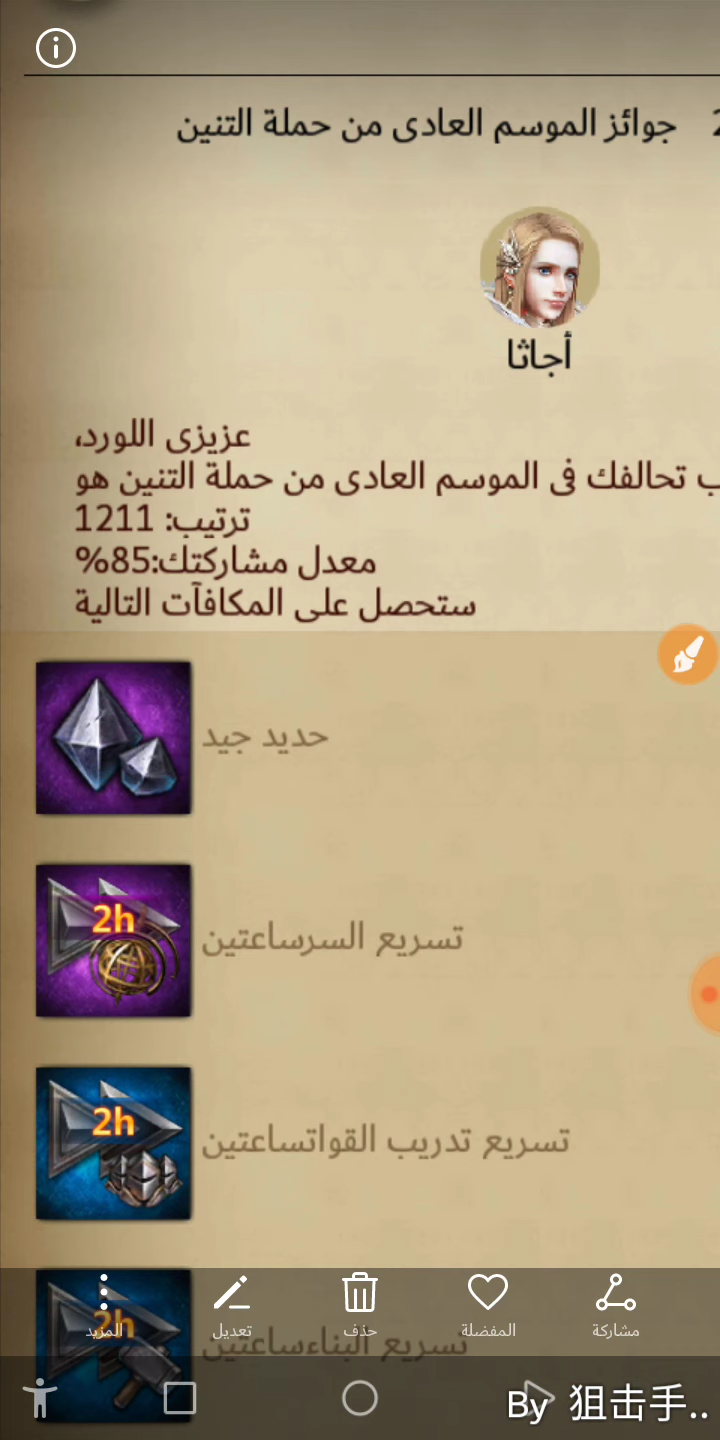 جوائز الموسم العادى من حملة التنين
أجاثا
عزيزى اللورد،
تحالفك فى الموسم العادى من حملة التنين هو
ترتيب: 1211
معدل مشاركتك:85%
ستحصل على المكافآت التالية
حديد جيد
2h
تسريع السرساعتين
2h
تسريع تدريب القواتساعتين
2h
تسريع البناءساعتين
المزيد
تعديل
حذف
المفضلة
مشاركة
By 狙击手..